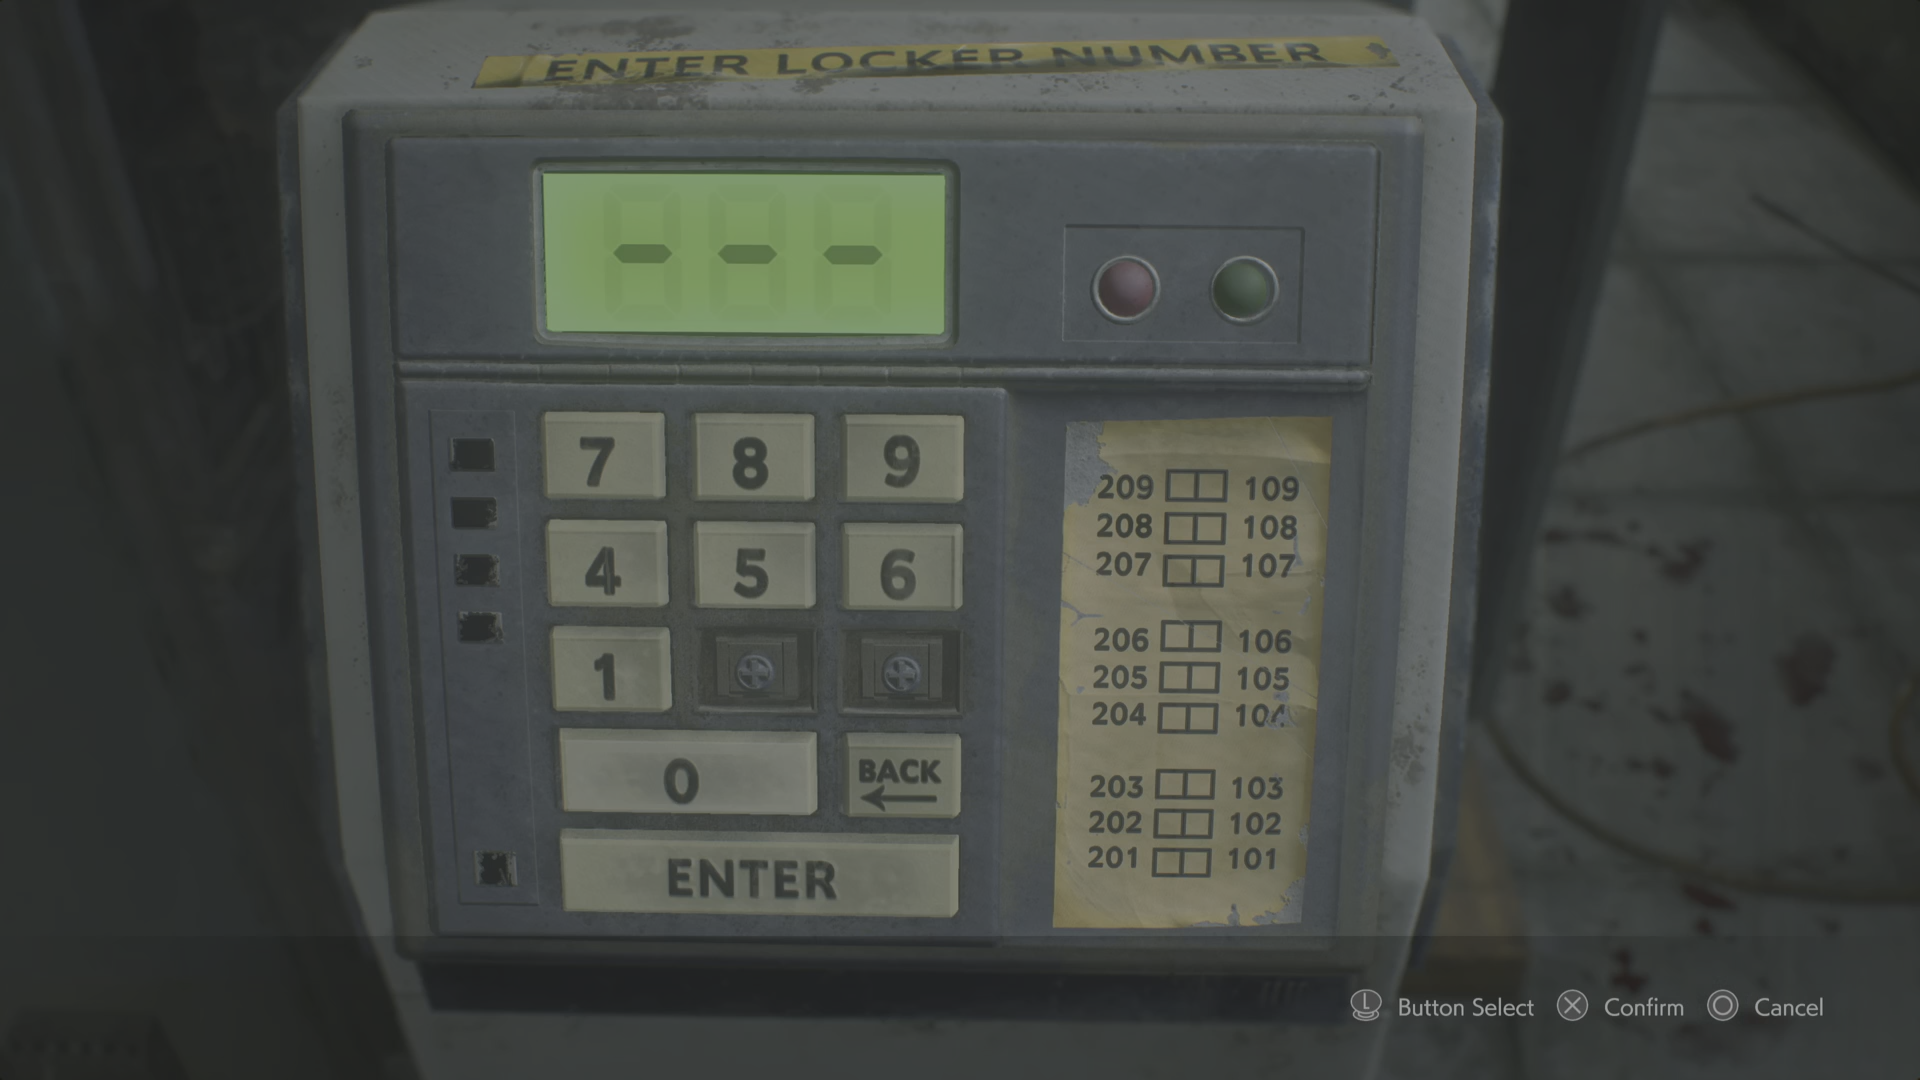 ENTER LOCKER NUMBER
- - -
7 8 9
4 5 6
1
0 BACK
ENTER
209 109
208 108
207 107
206 106
205 105
204 104
203 103
202 102
201 101
L Button Select Confirm Cancel